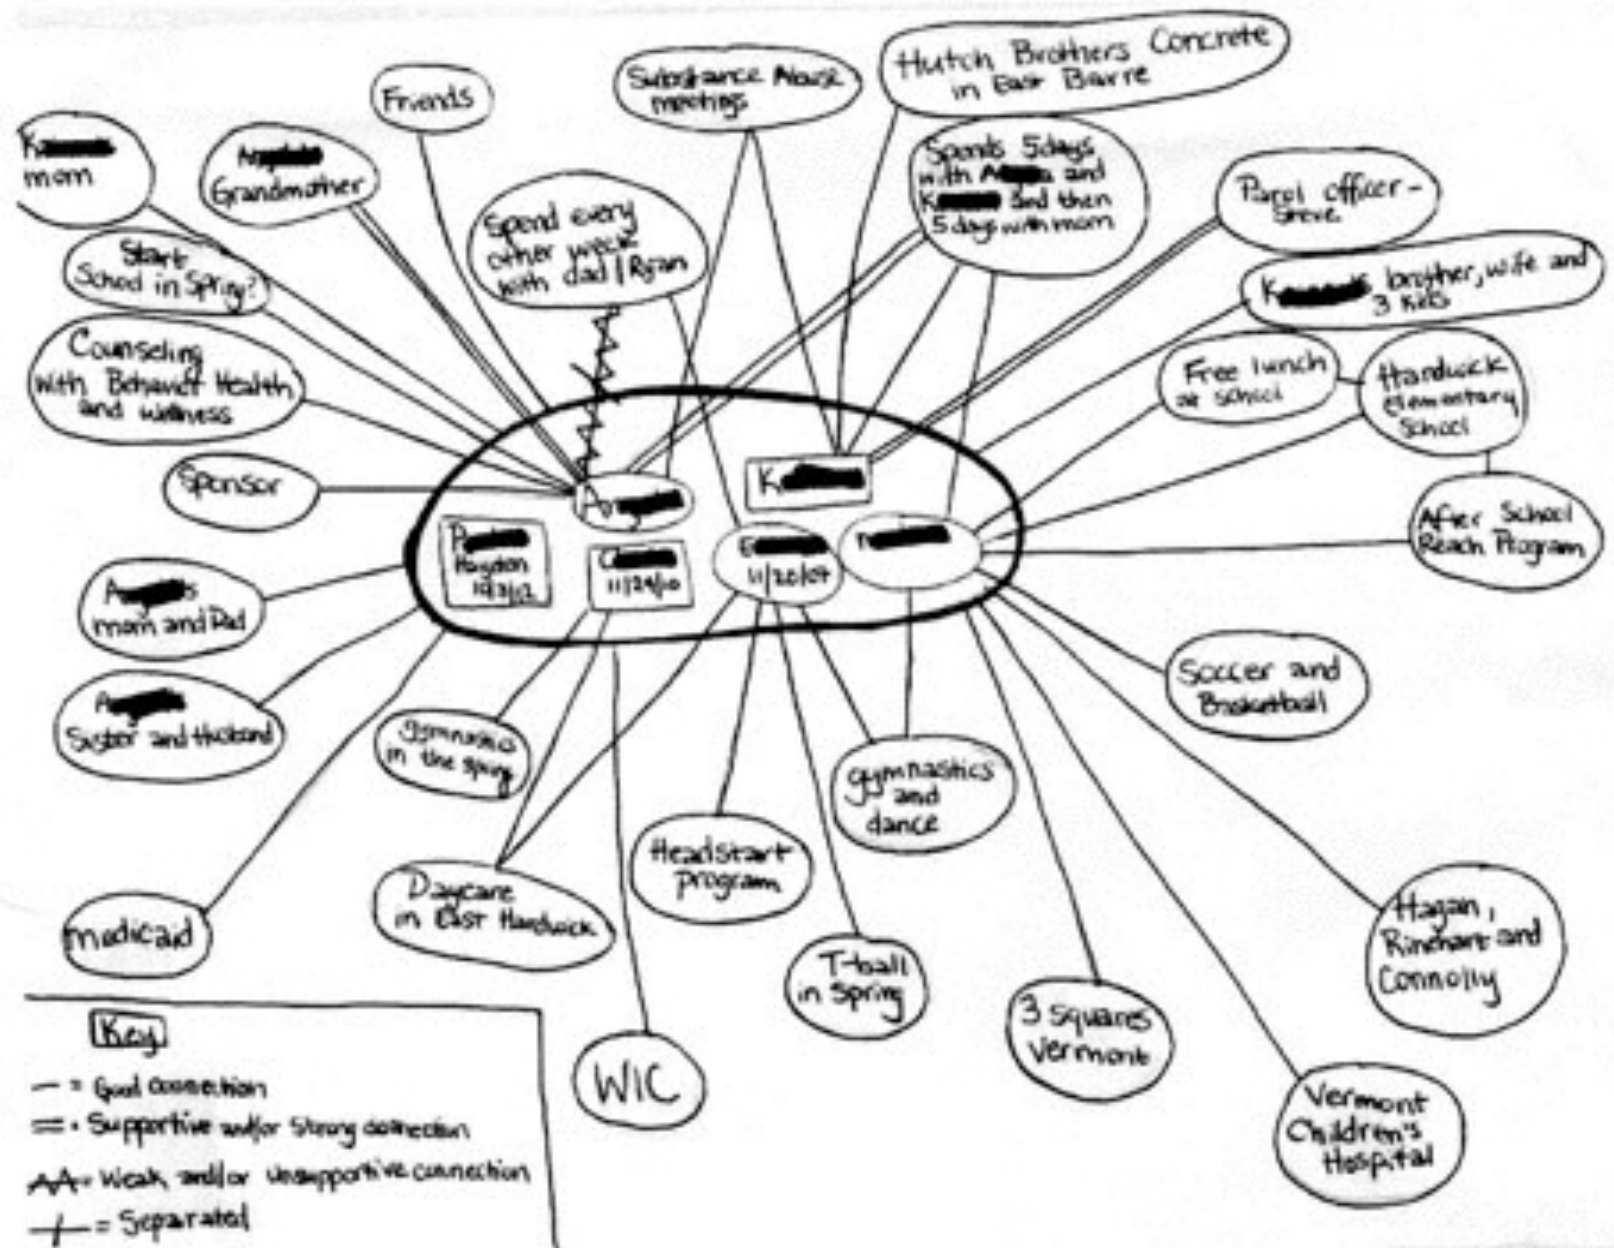 Hutch Brothers Concrete
in East Barre
Substance Abuse
meetings
Friends
K
mom
Grandmother
Spend every
other week
with dad / Ryan
Spends 5 days
with A a and
K and then
5 days with mom
Parol officer -
Steve
K s brother, wife and
3 kids
Start
School in Spring?
Counseling
with Behavior Health
and wellness
Free lunch
at school
Hardwick
elementary
School
Sponsor
After School
Reach Program
K
A
P
Haydon
C
11/29/10
E
A s
mom and Dad
A
Sister and Husband
Soccer and
Basketball
gymnastics
in the spring
gymnastics
and
dance
Headstart
program
Daycare
in East Hardwick
medicaid
Hagan,
Rinehart and
Connolly
T-ball
in Spring
3 squares
Vermont
WIC
Vermont
Children's
Hospital
Key
— = Good connection
= Supportive and/or Strong connection
= Weak and/or unsupportive connection
= Separated